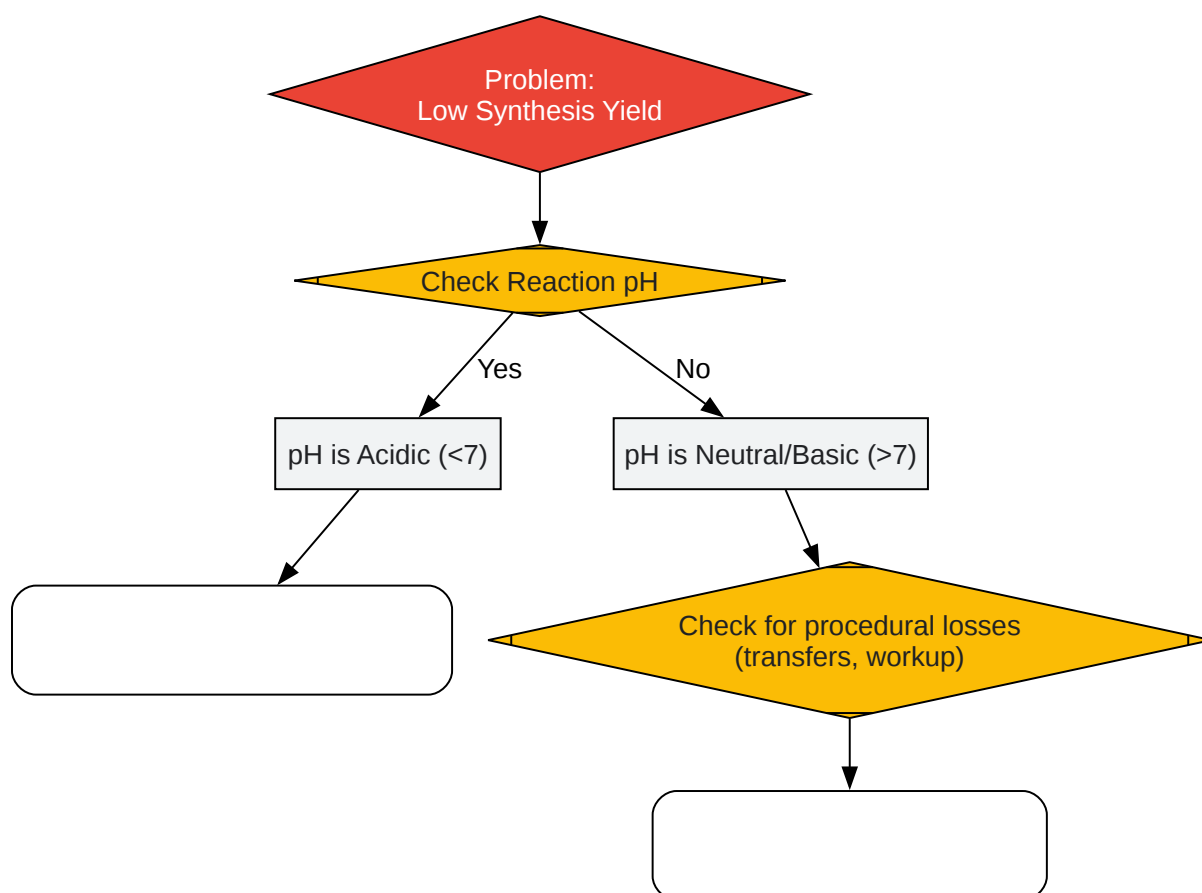 Problem:
Low Synthesis Yield
Check Reaction pH
Yes
No
pH is Acidic (<7)
pH is Neutral/Basic (>7)
Check for procedural losses
(transfers, workup)